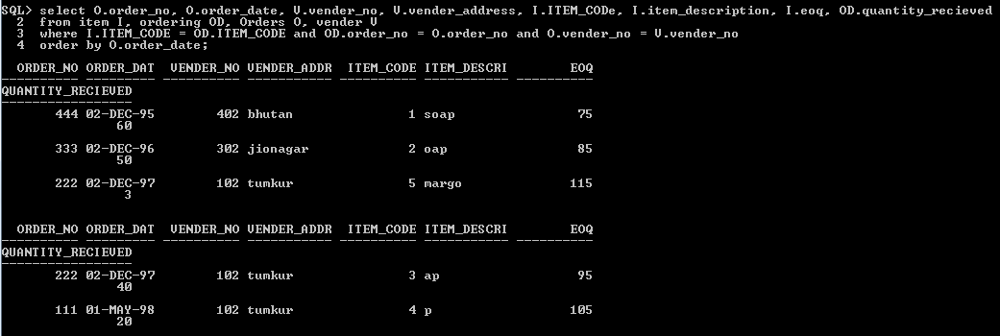 SQL> select O.order_no, O.order_date, V.vender_no, V.vender_address, I.ITEM_CODe, I.item_description, I.eoq, OD.quantity_recieved
2 from item I, ordering OD, Orders O, vender V
3 where I.ITEM_CODE = OD.ITEM_CODE and OD.order_no = O.order_no and O.vender_no = V.vender_no
4 order by O.order_date;
ORDER_NO ORDER_DAT VENDER_NO VENDER_ADDR ITEM_CODE ITEM_DESCRI EOQ
QUANTITY_RECIEVED
444 02-DEC-95 402 bhutan 1 soap 75
60
333 02-DEC-96 302 jionagar 2 oap 85
50
222 02-DEC-97 102 tumkur 5 margo 115
3
ORDER_NO ORDER_DAT VENDER_NO VENDER_ADDR ITEM_CODE ITEM_DESCRI EOQ
QUANTITY_RECIEVED
222 02-DEC-97 102 tumkur 3 ap 95
40
111 01-MAY-98 102 tumkur 4 p 105
20